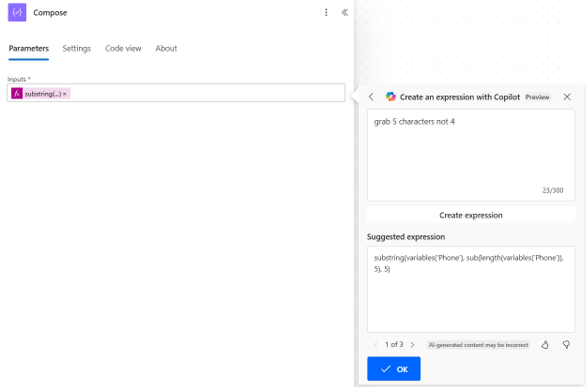 Compose
Parameters Settings Code view About
Inputs *
fx substring(...) ×
Create an expression with Copilot Preview
grab 5 characters not 4
23/300
Create expression
Suggested expression
substring(variables('Phone'), sub(length(variables('Phone')),
5), 5)
1 of 3 AI-generated content may be incorrect
OK